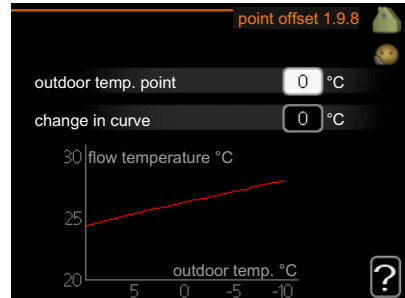 point offset 1.9.8
outdoor temp. point 0 °C
change in curve 0 °C
30 flow temperature °C
25
outdoor temp. °C
20
5 0 -5 -10
?